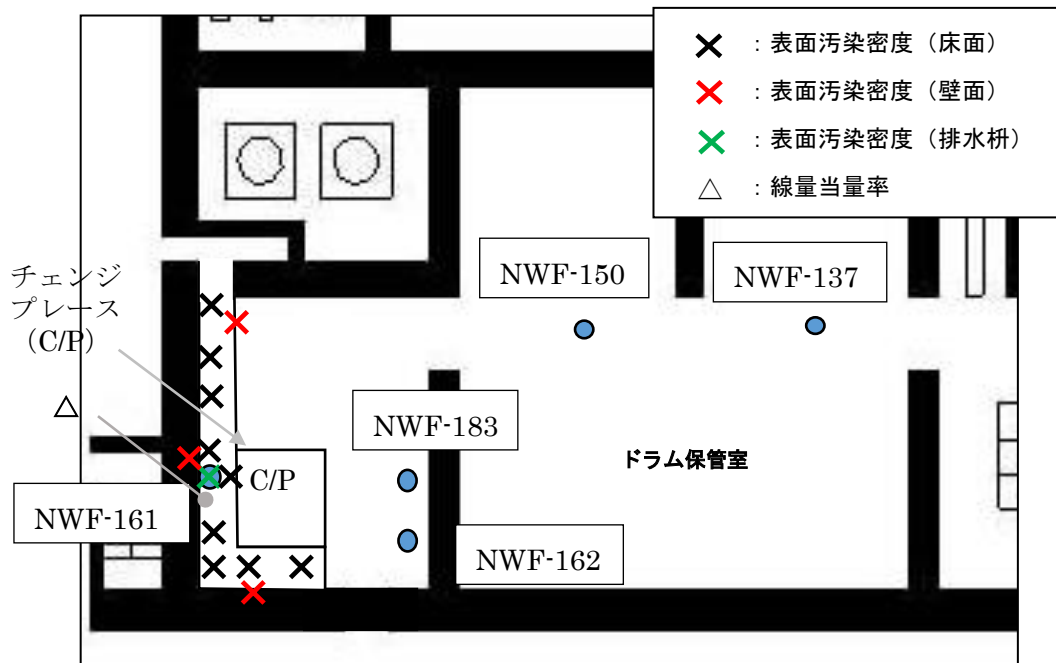 ：表面汚染密度（床面）
：表面汚染密度（壁面）
：表面汚染密度（排水枡）
△ ：線量当量率
チェンジ
プレース
（C/P）
NWF-150
NWF-137
△
NWF-183
ドラム保管室
C/P
NWF-161
NWF-162